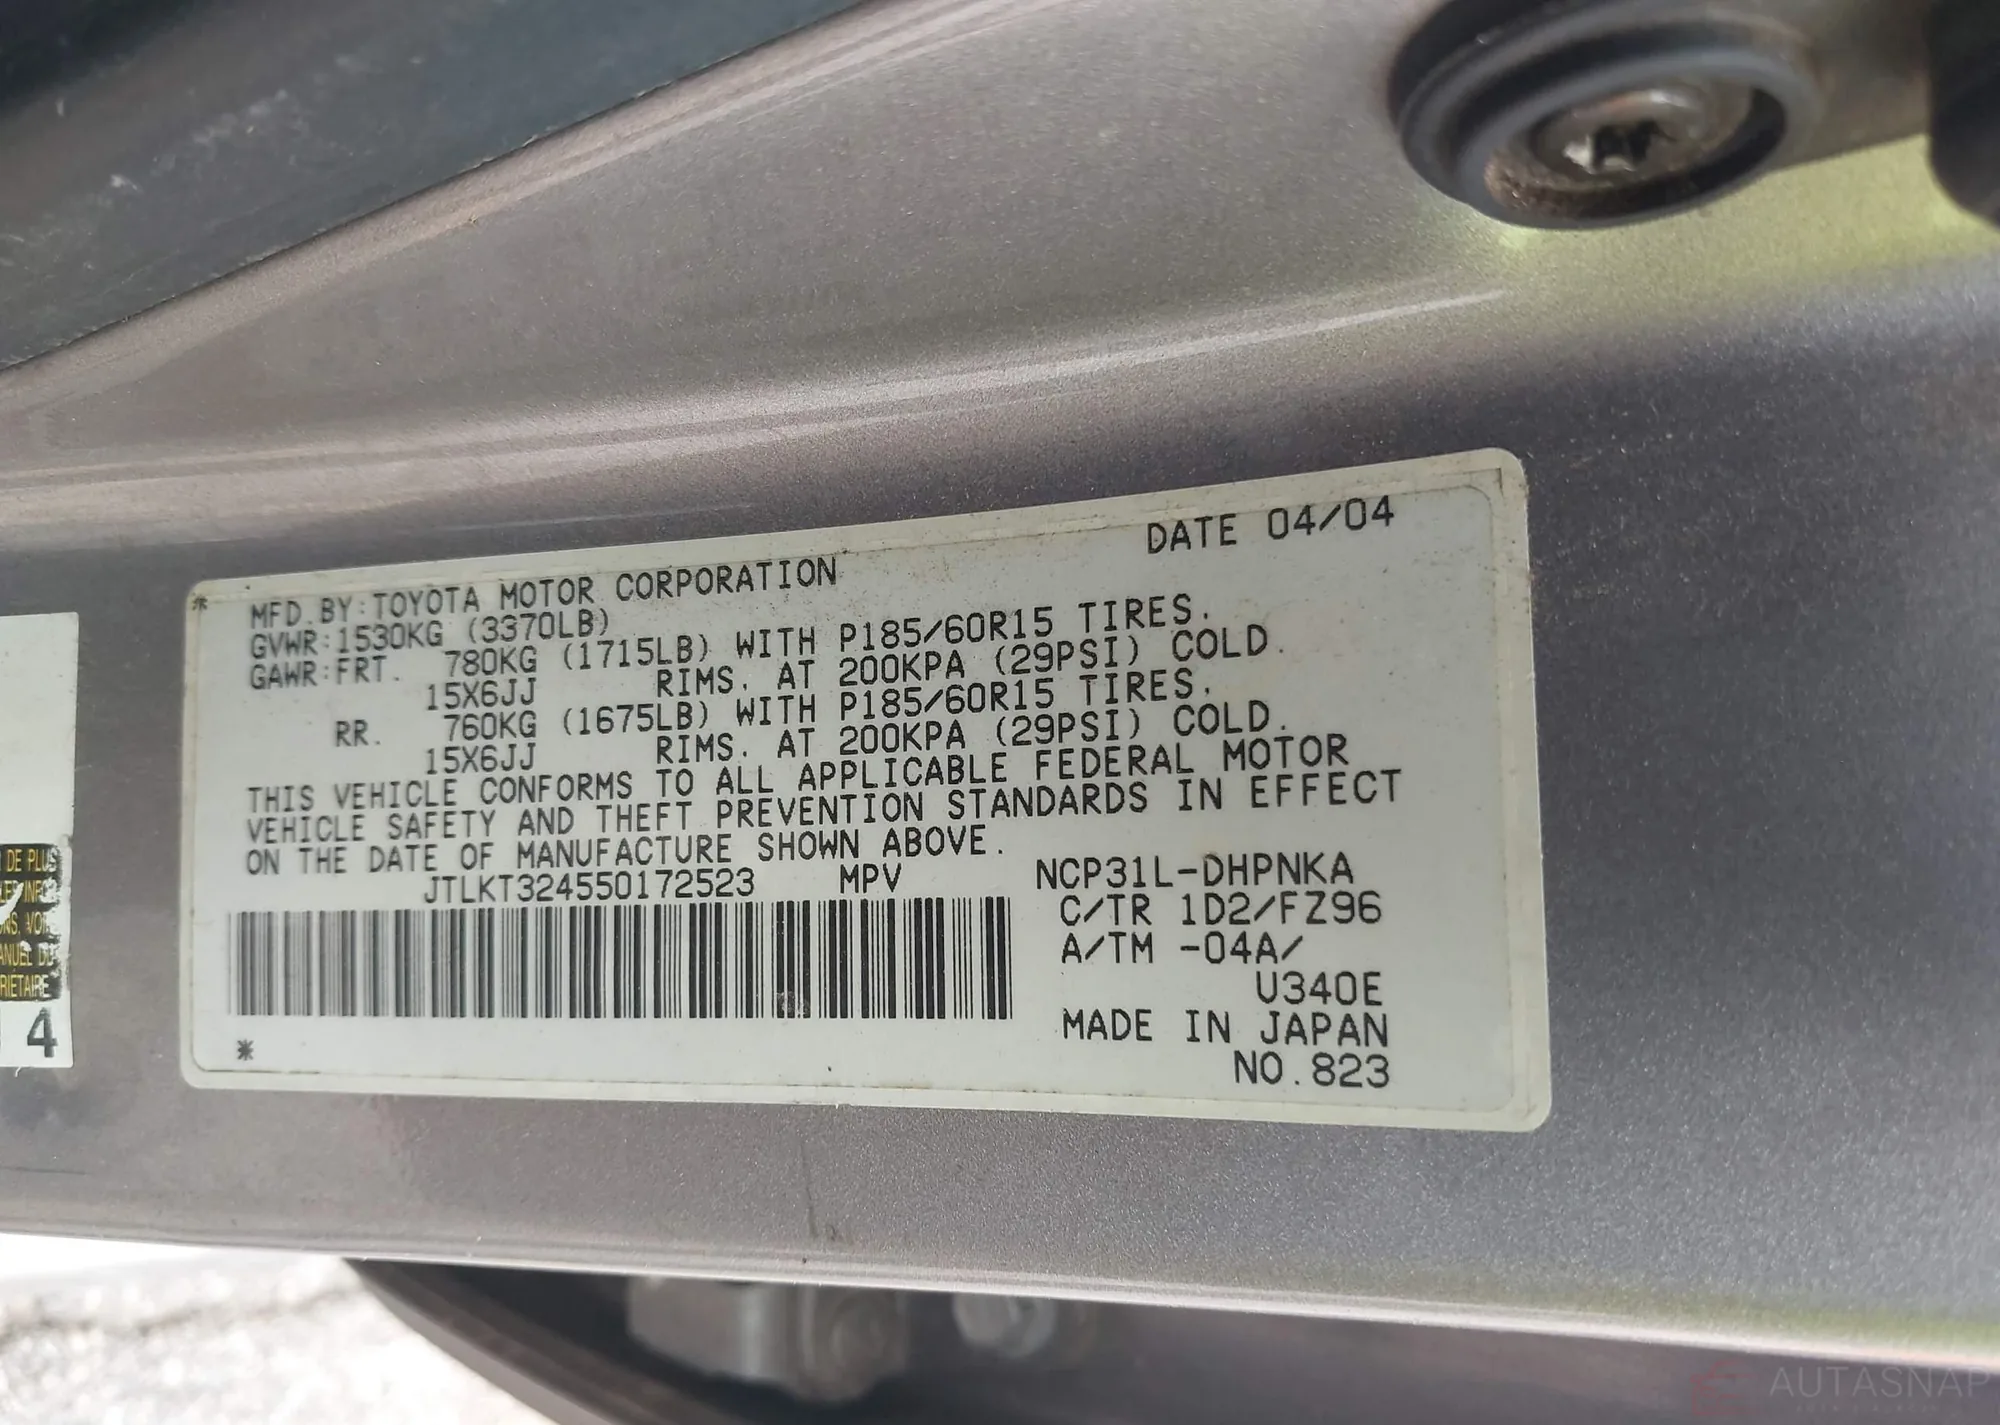 DATE 04/04
MFD.BY:TOYOTA MOTOR CORPORATION
GVWR:1530KG (3370LB)
GAWR:FRT. 780KG (1715LB) WITH P185/60R15 TIRES.
15X6JJ RIMS. AT 200KPA (29PSI) COLD.
RR. 760KG (1675LB) WITH P185/60R15 TIRES.
15X6JJ RIMS. AT 200KPA (29PSI) COLD.
THIS VEHICLE CONFORMS TO ALL APPLICABLE FEDERAL MOTOR
VEHICLE SAFETY AND THEFT PREVENTION STANDARDS IN EFFECT
ON THE DATE OF MANUFACTURE SHOWN ABOVE.
JTLKT324550172523 MPV NCP31L-DHPNKA
C/TR 1D2/FZ96
A/TM -04A/
U340E
MADE IN JAPAN
NO.823
DE PLUS
4
AUTASNAP